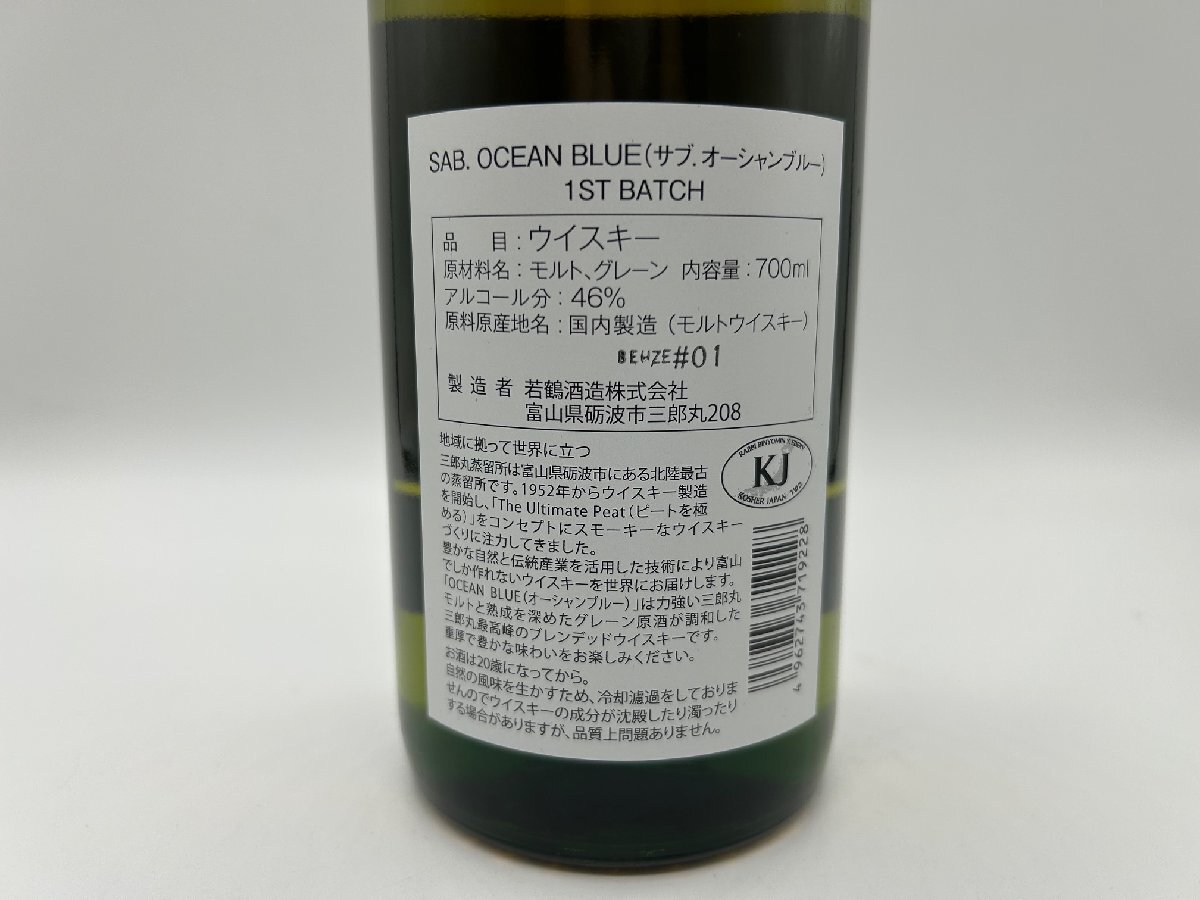 SAB. OCEAN BLUE(サブ.オーシャンブルー)
1ST BATCH
品　目:ウイスキー
原材料名:モルト、グレーン 内容量:700ml
アルコール分:46%
原料原産地名:国内製造(モルトウイスキー)
#01
製造者 若鶴酒造株式会社
富山県砺波市三郎丸208
地域に拠って世界に立つ
三郎丸蒸留所は富山県砺波市にある北陸最古
の蒸留所です。1952年からウイスキー製造
を開始し、「The Ultimate Peat(ピートを極
める)」をコンセプトにスモーキーなウイスキー
づくりに注力してきました。
豊かな自然と伝統産業を活用した技術により富山
でしか作れないウイスキーを世界にお届けします。
「OCEAN BLUE(オーシャンブルー)」は力強い三郎丸
モルトと熟成を深めたグレーン原酒が調和した
三郎丸最高峰のブレンデッドウイスキーです。
重厚で豊かな味わいをお楽しみください。
お酒は20歳になってから。
自然の風味を生かすため、冷却濾過をしておりま
せんのでウイスキーの成分が沈殿したり濁ったり
する場合がありますが、品質上問題ありません。
KJ
KOSHER JAPAN
4962743719228